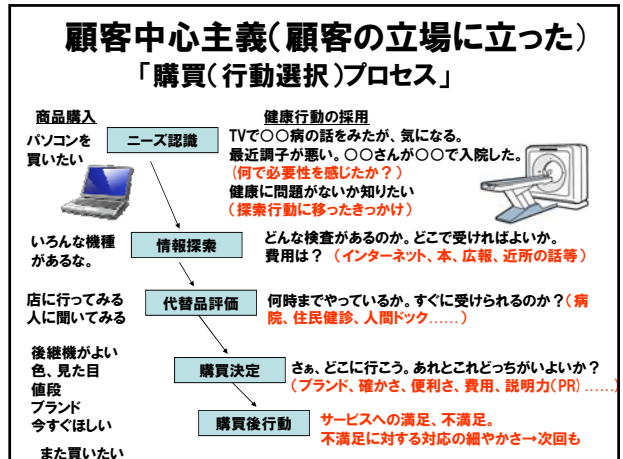 顧客中心主義(顧客の立場に立った)
「購買(行動選択)プロセス」
商品購入
健康行動の採用
パソコンを
買いたい
ニーズ認識
TVで〇〇病の話をみたが、気になる。
最近調子が悪い。〇〇さんが〇〇で入院した。
(何で必要性を感じたか?)
健康に問題がないか知りたい
(探索行動に移ったきっかけ)
いろんな機種
があるな。
情報探索
どんな検査があるのか。どこで受ければよいか。
費用は? (インターネット、本、広報、近所の話等)
店に行ってみる
人に聞いてみる
代替品評価
何時までやっているか。すぐに受けられるのか?(病
院、住民健診、人間ドック……)
後継機がよい
色、見た目
値段
ブランド
今すぐほしい
購買決定
さぁ、どこに行こう。あれとこれどっちがいよいか?
(ブランド、確かさ、便利さ、費用、説明力(PR)……)
購買後行動
サービスへの満足、不満足。
不満足に対する対応の細やかさ→次回も
また買いたい